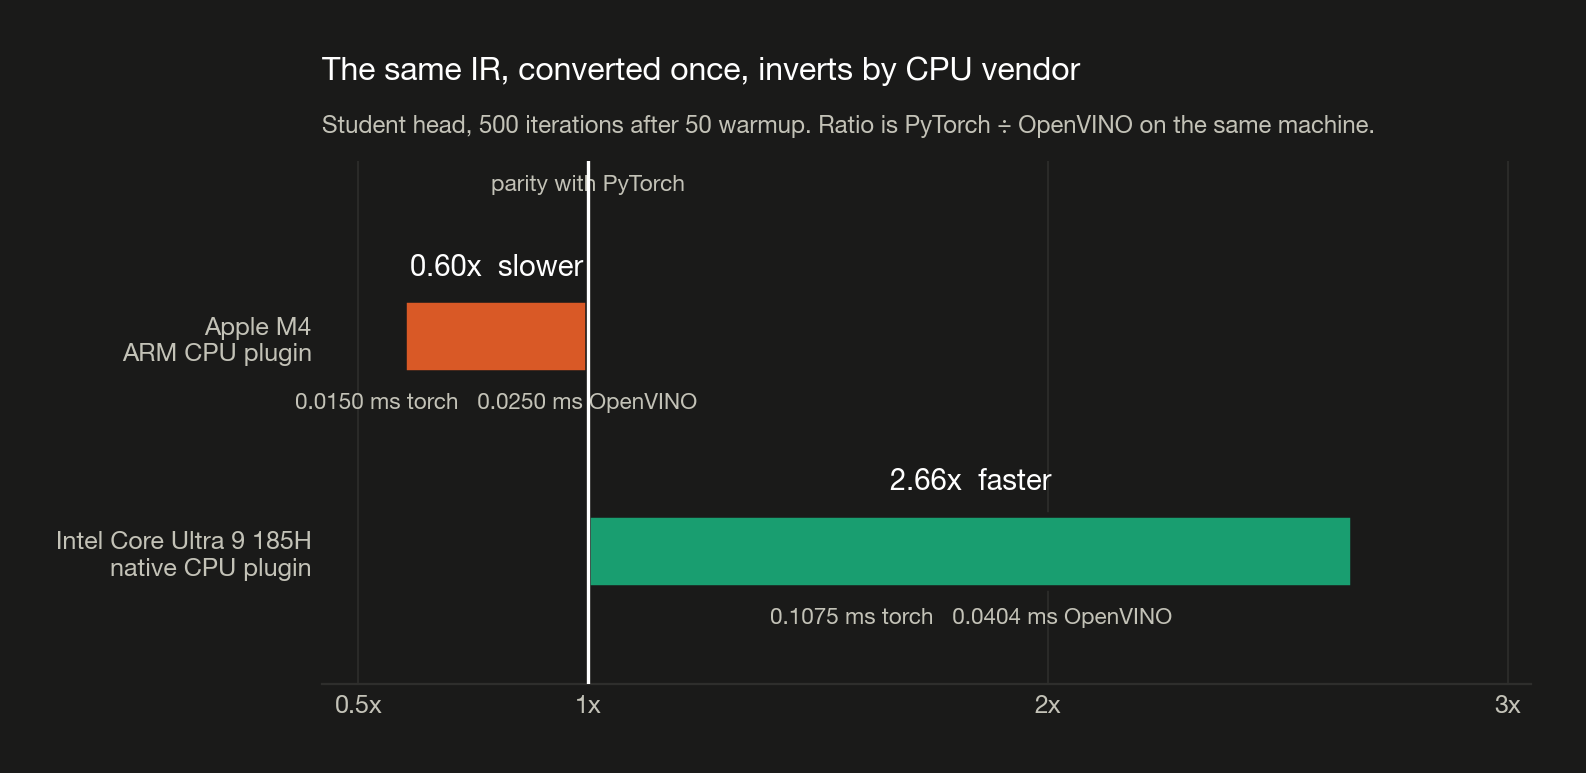 The same IR, converted once, inverts by CPU vendor
Student head, 500 iterations after 50 warmup. Ratio is PyTorch ÷ OpenVINO on the same machine.
parity with PyTorch
0.60x slower
Apple M4
ARM CPU plugin
0.0150 ms torch 0.0250 ms OpenVINO
2.66x faster
Intel Core Ultra 9 185H
native CPU plugin
0.1075 ms torch 0.0404 ms OpenVINO
0.5x 1x 2x 3x